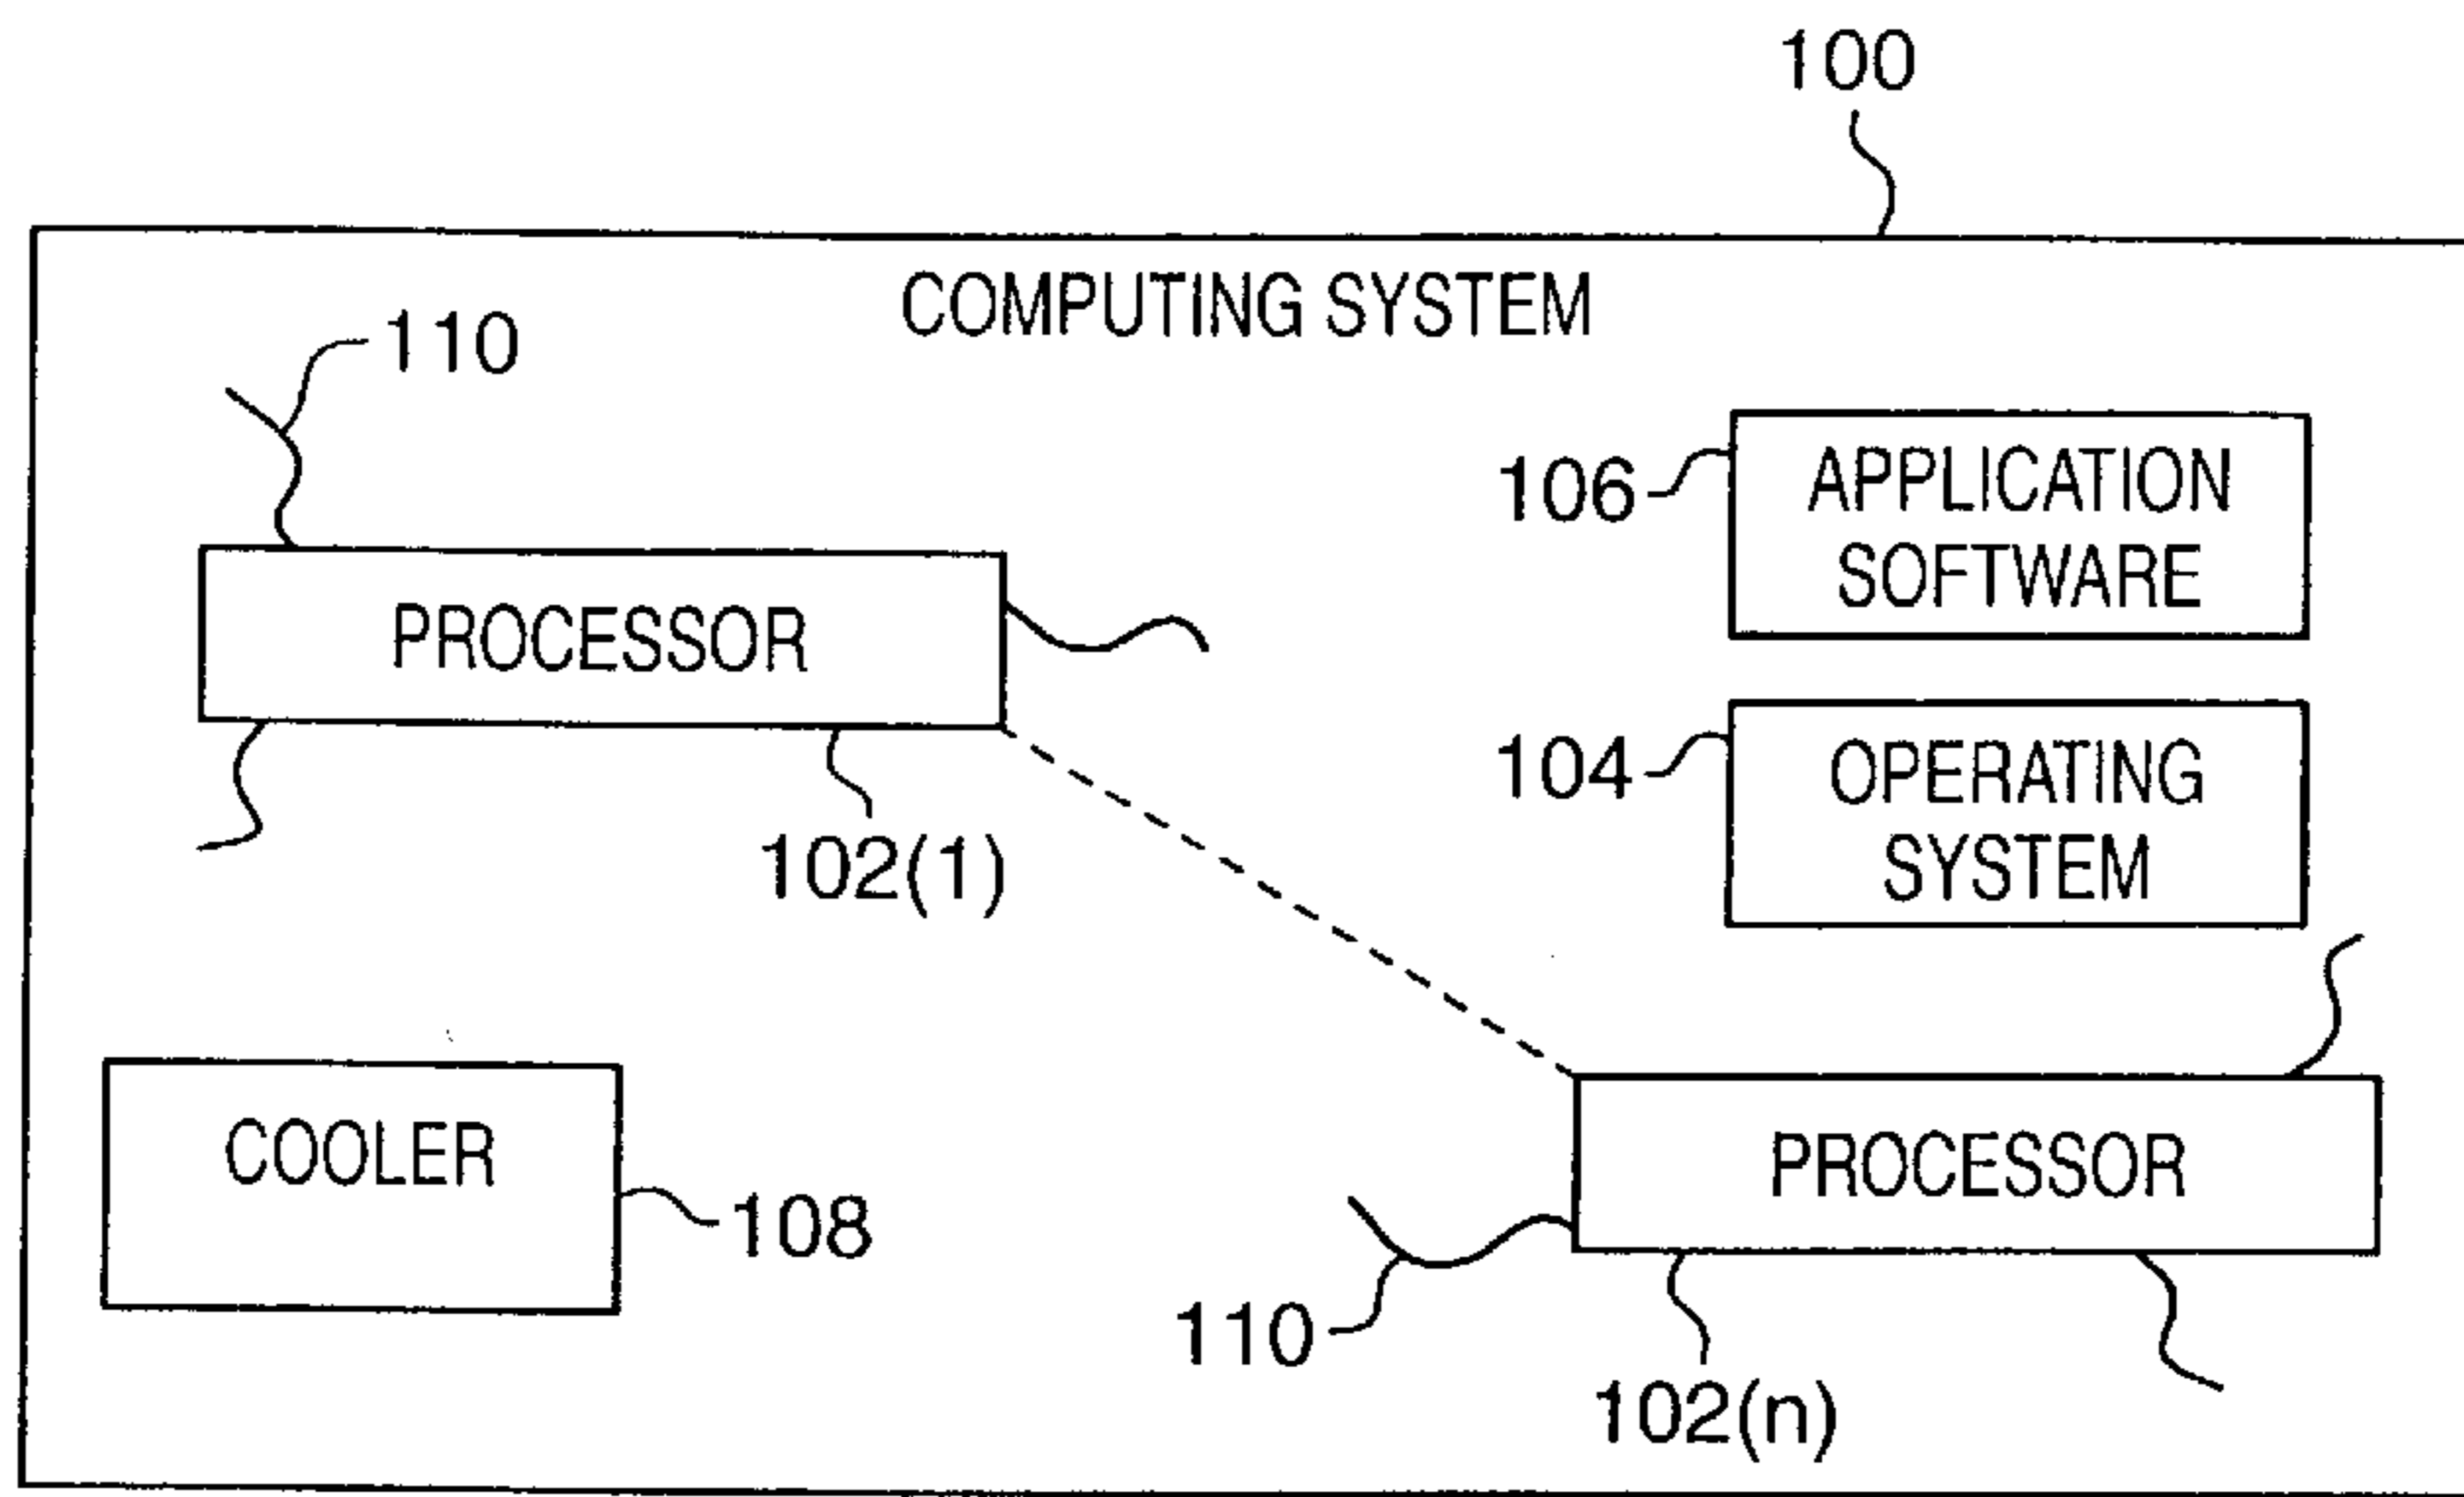 100
COMPUTING SYSTEM
110
PROCESSOR
102(1)
106
APPLICATION
SOFTWARE
104
OPERATING
SYSTEM
COOLER
108
PROCESSOR
110
102(n)